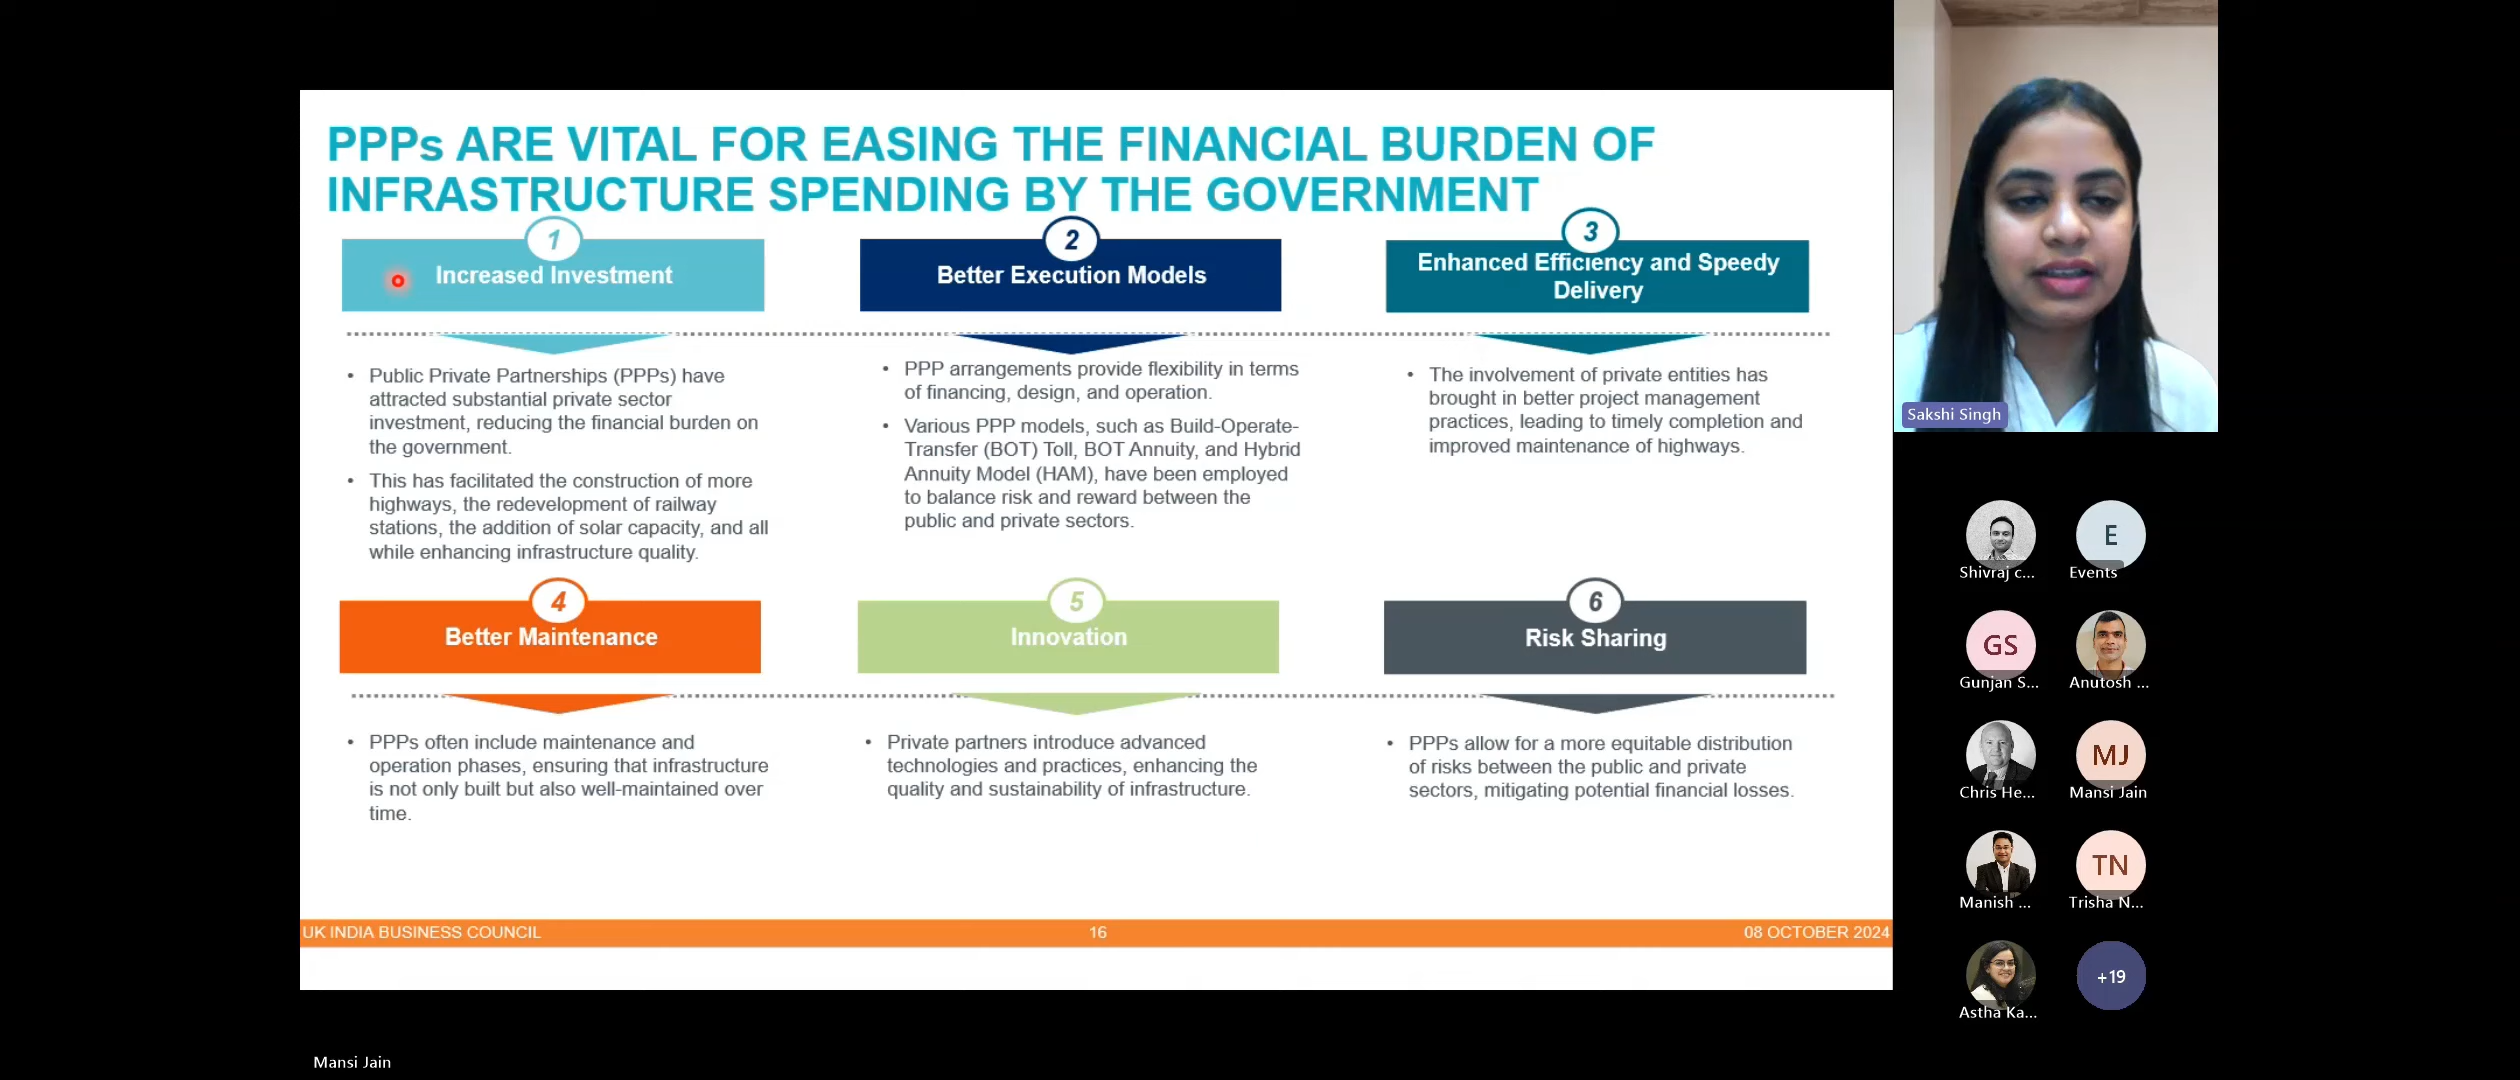 PPPs ARE VITAL FOR EASING THE FINANCIAL BURDEN OF
INFRASTRUCTURE SPENDING BY THE GOVERNMENT
1
Increased Investment
• Public Private Partnerships (PPPs) have
attracted substantial private sector
investment, reducing the financial burden on
the government.
• This has facilitated the construction of more
highways, the redevelopment of railway
stations, the addition of solar capacity, and all
while enhancing infrastructure quality.
2
Better Execution Models
• PPP arrangements provide flexibility in terms
of financing, design, and operation.
• Various PPP models, such as Build-Operate-
Transfer (BOT) Toll, BOT Annuity, and Hybrid
Annuity Model (HAM), have been employed
to balance risk and reward between the
public and private sectors.
3
Enhanced Efficiency and Speedy
Delivery
• The involvement of private entities has
brought in better project management
practices, leading to timely completion and
improved maintenance of highways.
4
Better Maintenance
• PPPs often include maintenance and
operation phases, ensuring that infrastructure
is not only built but also well-maintained over
time.
5
Innovation
• Private partners introduce advanced
technologies and practices, enhancing the
quality and sustainability of infrastructure.
6
Risk Sharing
• PPPs allow for a more equitable distribution
of risks between the public and private
sectors, mitigating potential financial losses.
UK INDIA BUSINESS COUNCIL
16
08 OCTOBER 2024
Sakshi Singh
Shivraj c...
E
Events
GS
Gunjan S...
Anutosh ...
Chris He...
MJ
Mansi Jain
Manish ...
TN
Trisha N...
Astha Ka...
+19
Mansi Jain